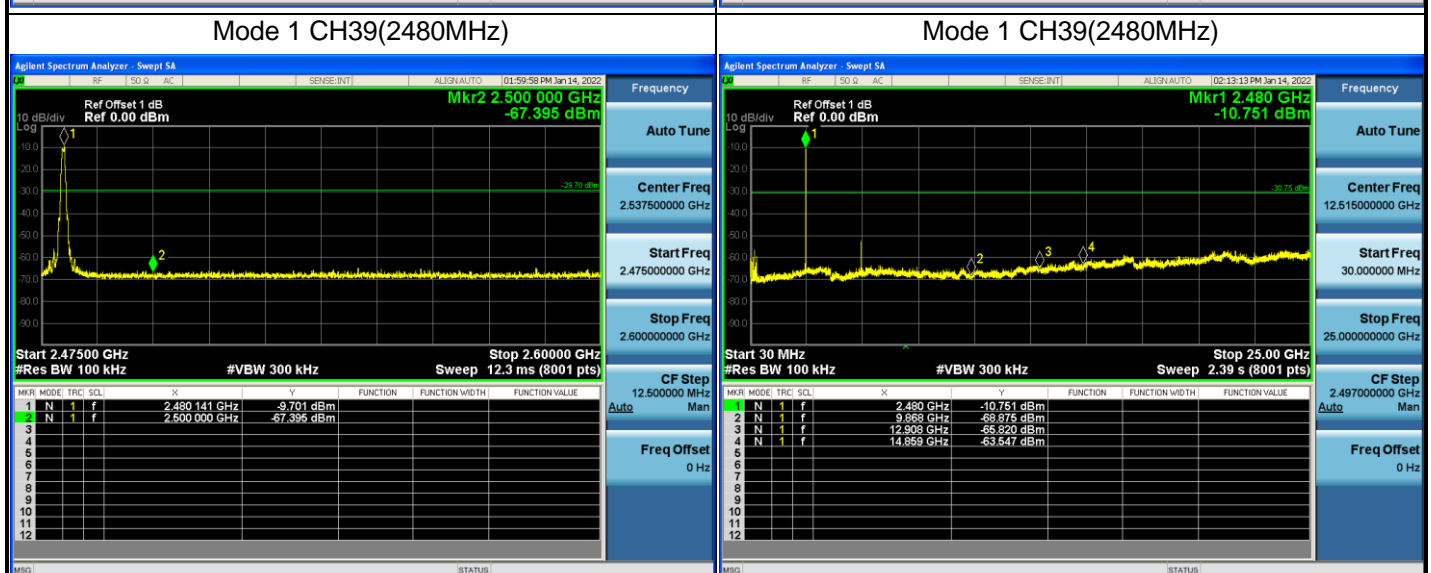 Mode 1 CH39(2480MHz)
Agilent Spectrum Analyzer - Swept SA
LXI RF 50 Ω AC SENSE:INT ALIGN AUTO 01:59:58 PM Jan 14, 2022
Mkr2 2.500 000 GHz
-67.395 dBm
Ref Offset 1 dB
10 dB/div Ref 0.00 dBm
Log
1
-10.0
-20.0
-29.70 dBm
-30.0
-40.0
-50.0
2
-60.0
-70.0
-80.0
-90.0
Start 2.47500 GHz Stop 2.60000 GHz
#Res BW 100 kHz #VBW 300 kHz Sweep 12.3 ms (8001 pts)
MKR MODE TRC SCL X Y FUNCTION FUNCTION WIDTH FUNCTION VALUE
1 N 1 f 2.480 141 GHz -9.701 dBm
2 N 1 f 2.500 000 GHz -67.395 dBm
3
4
5
6
7
8
9
10
11
12
MSG STATUS
Frequency
Auto Tune
Center Freq
2.537500000 GHz
Start Freq
2.475000000 GHz
Stop Freq
2.600000000 GHz
CF Step
12.500000 MHz
Auto Man
Freq Offset
0 Hz
Mode 1 CH39(2480MHz)
Agilent Spectrum Analyzer - Swept SA
LXI RF 50 Ω AC SENSE:INT ALIGN AUTO 02:13:13 PM Jan 14, 2022
Mkr1 2.480 GHz
-10.751 dBm
Ref Offset 1 dB
10 dB/div Ref 0.00 dBm
Log
1
-10.0
-20.0
-30.75 dBm
-30.0
-40.0
-50.0
2 3 4
-60.0
-70.0
-80.0
-90.0
Start 30 MHz Stop 25.00 GHz
#Res BW 100 kHz #VBW 300 kHz Sweep 2.39 s (8001 pts)
MKR MODE TRC SCL X Y FUNCTION FUNCTION WIDTH FUNCTION VALUE
1 N 1 f 2.480 GHz -10.751 dBm
2 N 1 f 9.868 GHz -68.875 dBm
3 N 1 f 12.908 GHz -65.820 dBm
4 N 1 f 14.859 GHz -63.547 dBm
5
6
7
8
9
10
11
12
MSG STATUS
Frequency
Auto Tune
Center Freq
12.515000000 GHz
Start Freq
30.000000 MHz
Stop Freq
25.000000000 GHz
CF Step
2.497000000 GHz
Auto Man
Freq Offset
0 Hz